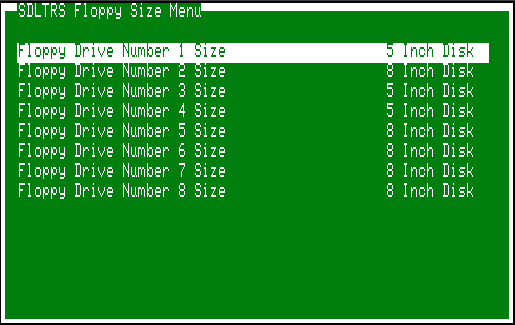 SDLTRS Floppy Size Menu
Floppy Drive Number 1 Size 5 Inch Disk
Floppy Drive Number 2 Size 8 Inch Disk
Floppy Drive Number 3 Size 5 Inch Disk
Floppy Drive Number 4 Size 5 Inch Disk
Floppy Drive Number 5 Size 8 Inch Disk
Floppy Drive Number 6 Size 8 Inch Disk
Floppy Drive Number 7 Size 8 Inch Disk
Floppy Drive Number 8 Size 8 Inch Disk